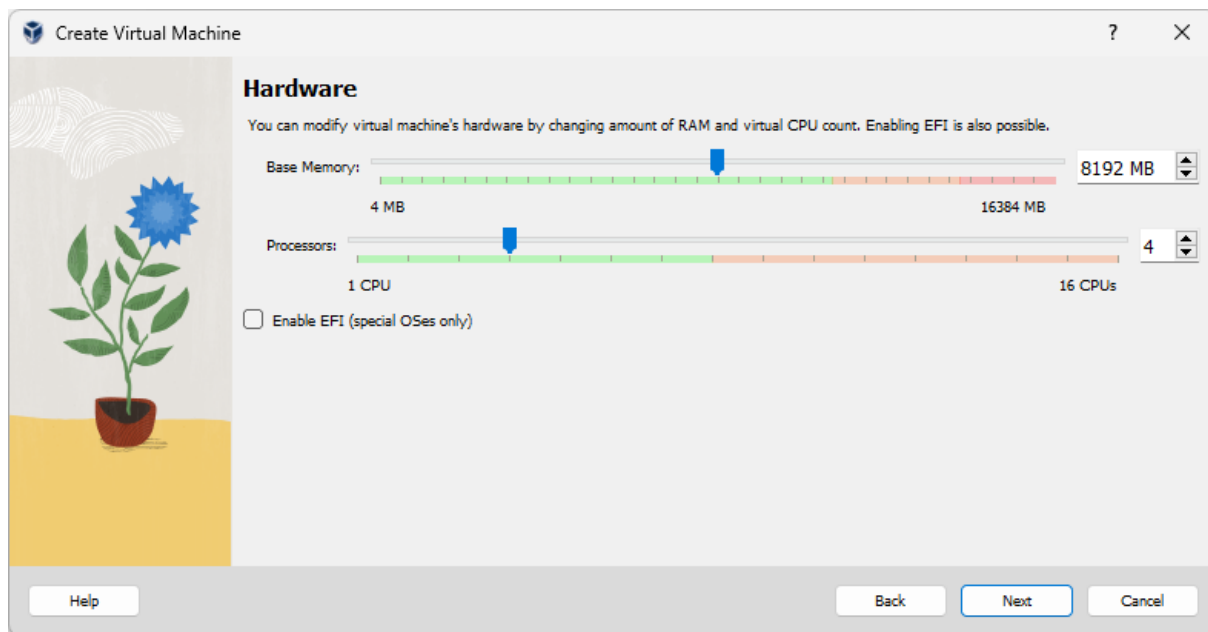 Create Virtual Machine
?
Hardware
You can modify virtual machine's hardware by changing amount of RAM and virtual CPU count. Enabling EFI is also possible.
Base Memory: 8192 MB
4 MB 16384 MB
Processors: 4
1 CPU 16 CPUs
Enable EFI (special OSes only)
Help Back Next Cancel